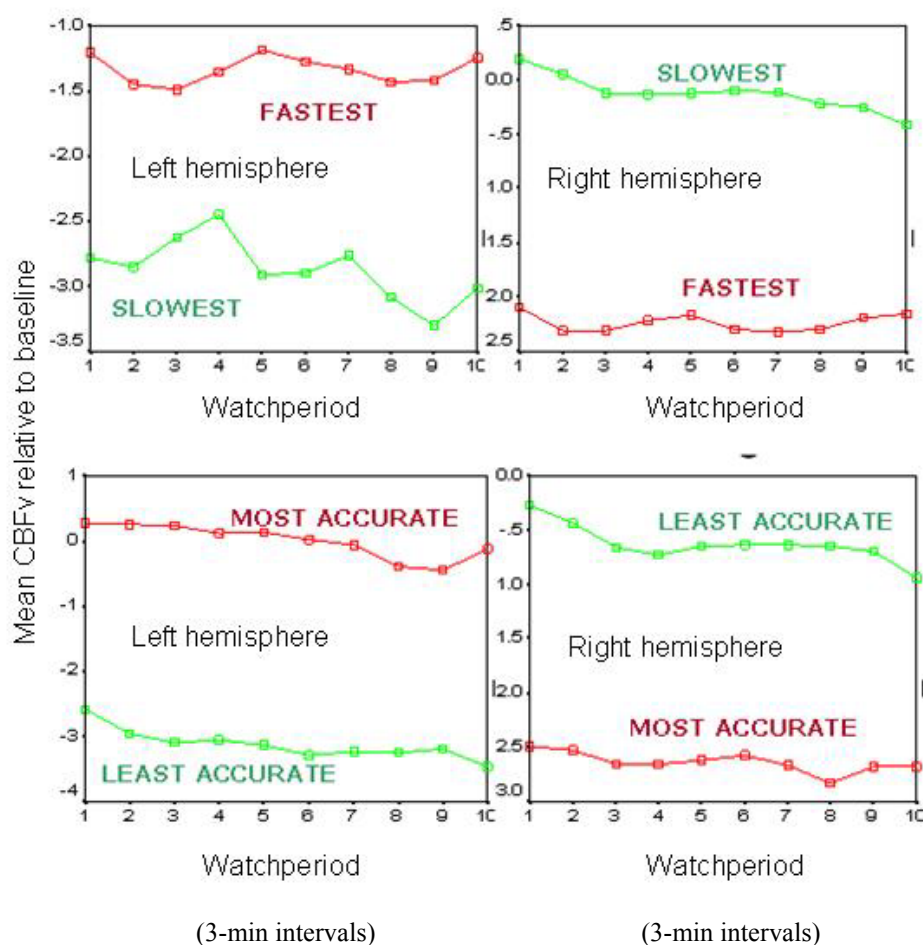 Mean CBFv relative to baseline
-1.0
-1.5
-2.0
-2.5
-3.0
-3.5
FASTEST
Left hemisphere
SLOWEST
1 2 3 4 5 6 7 8 9 10
Watchperiod
.5
0.0
-.5
1.0
1.5
2.0
2.5
SLOWEST
Right hemisphere
FASTEST
1 2 3 4 5 6 7 8 9 10
Watchperiod
1
0
-1
-2
-3
-4
MOST ACCURATE
Left hemisphere
LEAST ACCURATE
1 2 3 4 5 6 7 8 9 10
Watchperiod
(3-min intervals)
0.0
-.5
1.0
1.5
2.0
2.5
3.0
LEAST ACCURATE
Right hemisphere
MOST ACCURATE
1 2 3 4 5 6 7 8 9 10
Watchperiod
(3-min intervals)